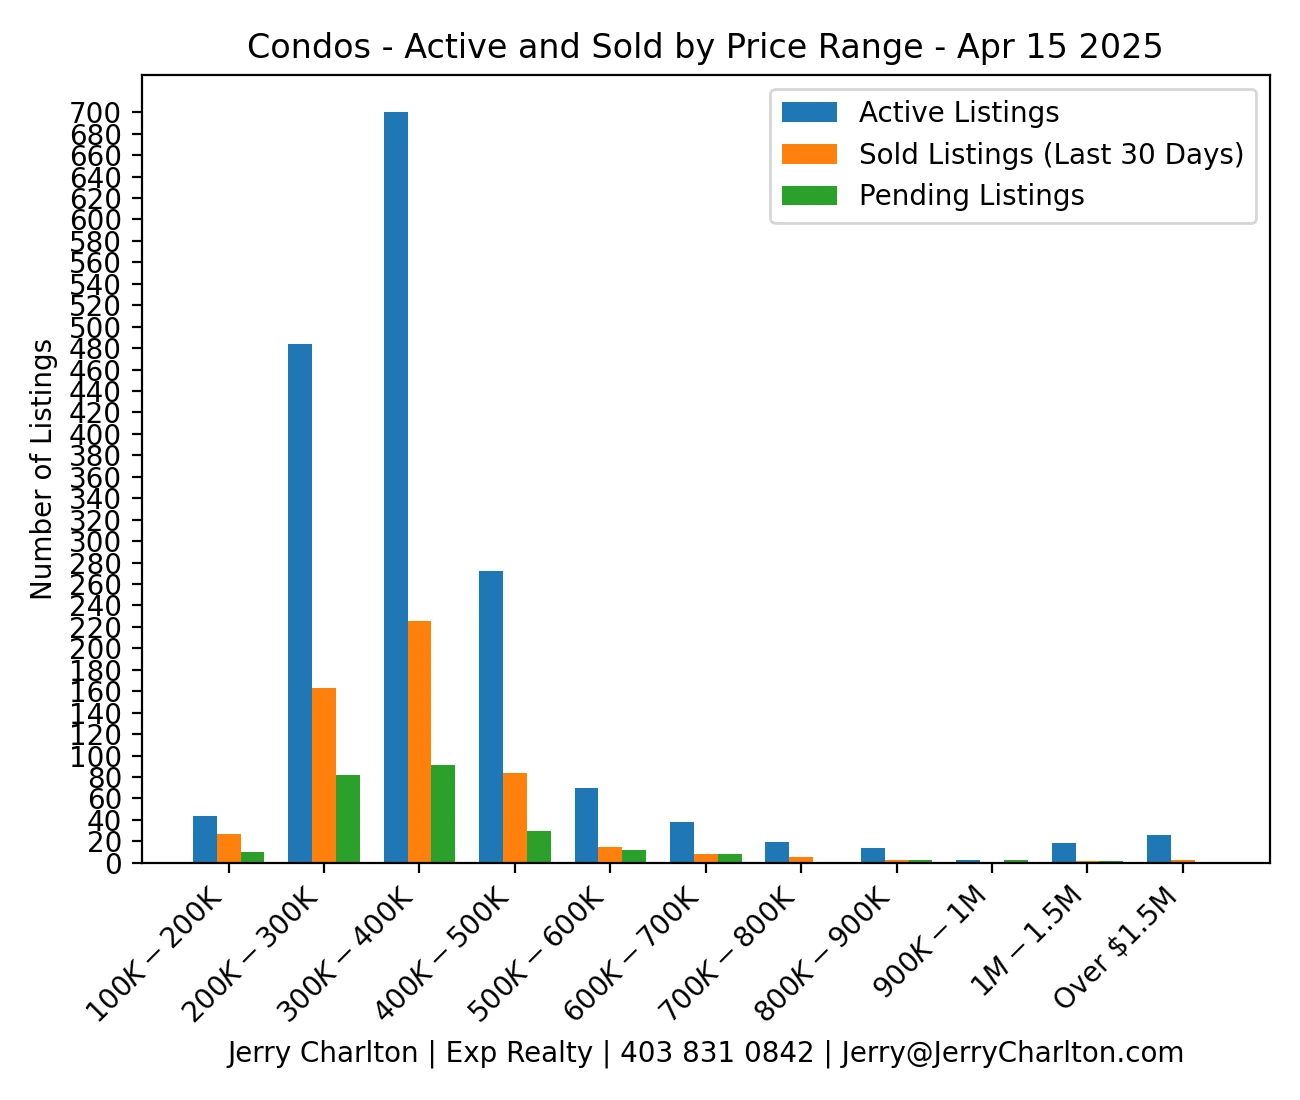 Condos - Active and Sold by Price Range - Apr 15 2025
Active Listings
Sold Listings (Last 30 Days)
Pending Listings
Number of Listings
700
680
660
640
620
600
580
560
540
520
500
480
460
440
420
400
380
360
340
320
300
280
260
240
220
200
180
160
140
120
100
80
60
40
20
0
100K − 200K
200K − 300K
300K − 400K
400K − 500K
500K − 600K
600K − 700K
700K − 800K
800K − 900K
900K − 1M
1M − 1.5M
Over $1.5M
Jerry Charlton | Exp Realty | 403 831 0842 | Jerry@JerryCharlton.com